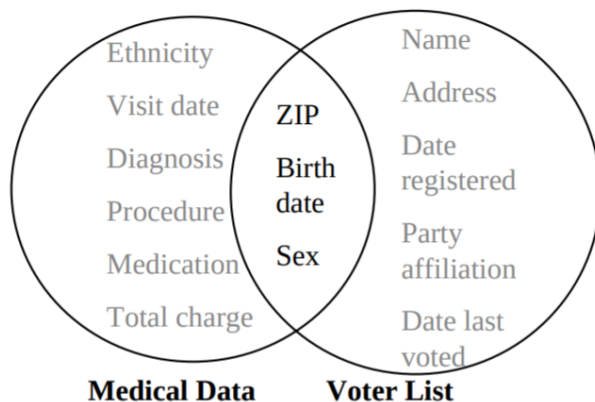 Ethnicity
Visit date
Diagnosis
Procedure
Medication
Total charge
ZIP
Birth
date
Sex
Name
Address
Date
registered
Party
affiliation
Date last
voted
Medical Data
Voter List